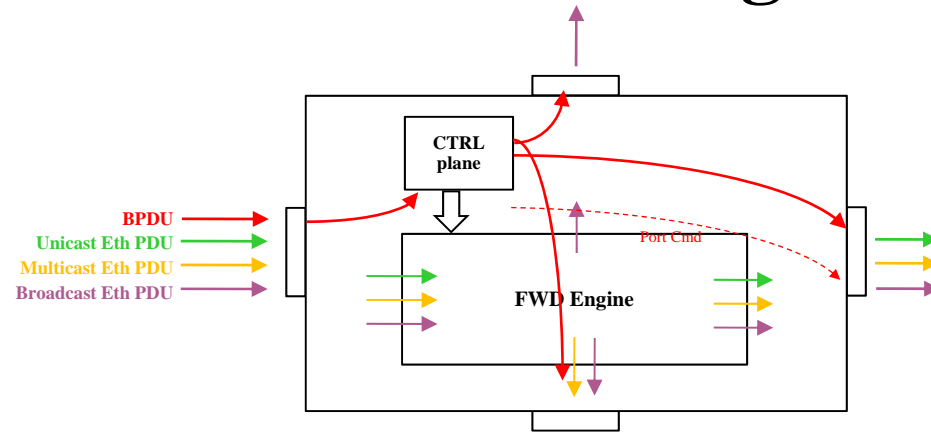 CTRL
plane
BPDU
Unicast Eth PDU
Multicast Eth PDU
Broadcast Eth PDU
Port Cmd
FWD Engine